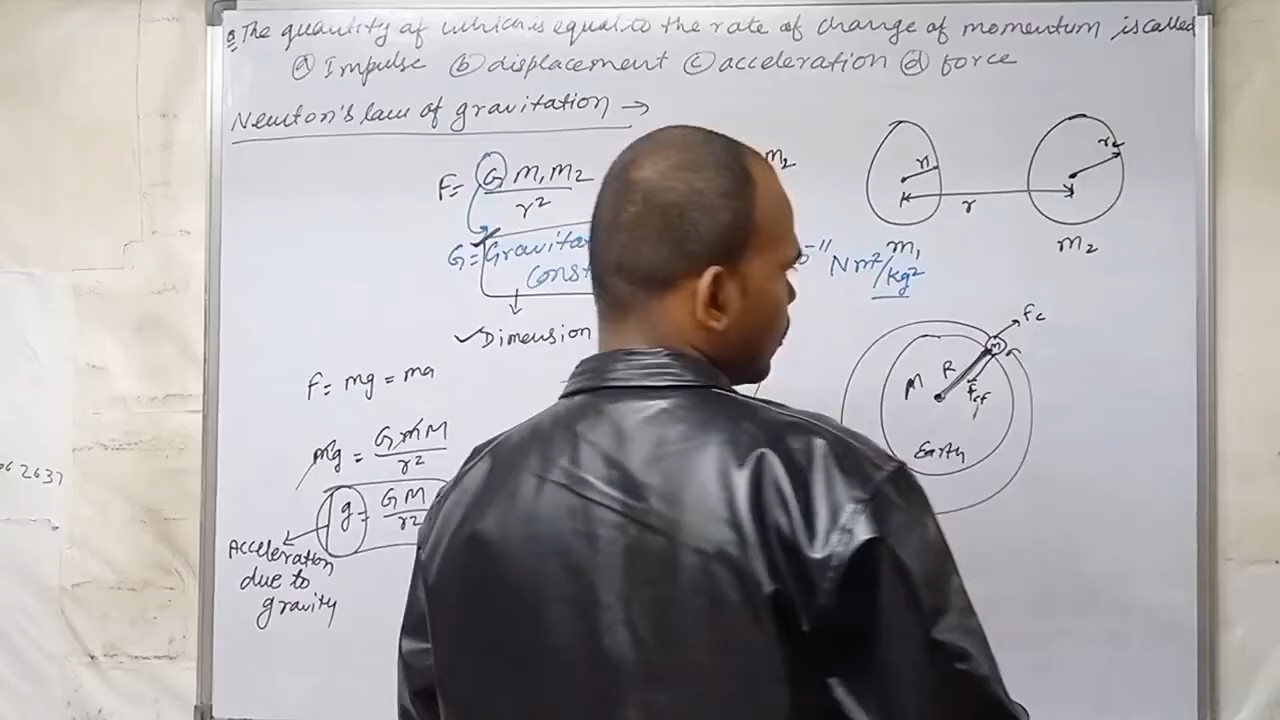 Q The quantity of which is equal to the rate of change of momentum is called
(a) Impulse (b) displacement (c) acceleration (d) force
Newton's law of gravitation →
F = G m₁m₂ / r²
m₂
r₁
r₂
r
m₁
m₂
G = Gravitat
Const
⁻¹¹ Nm²/kg²
✓Dimension
F = mg = ma
mg = GmM / r²
g = GM / r²
Acceleration
due to
gravity
fc
m
M R
fcf
Earth
62637